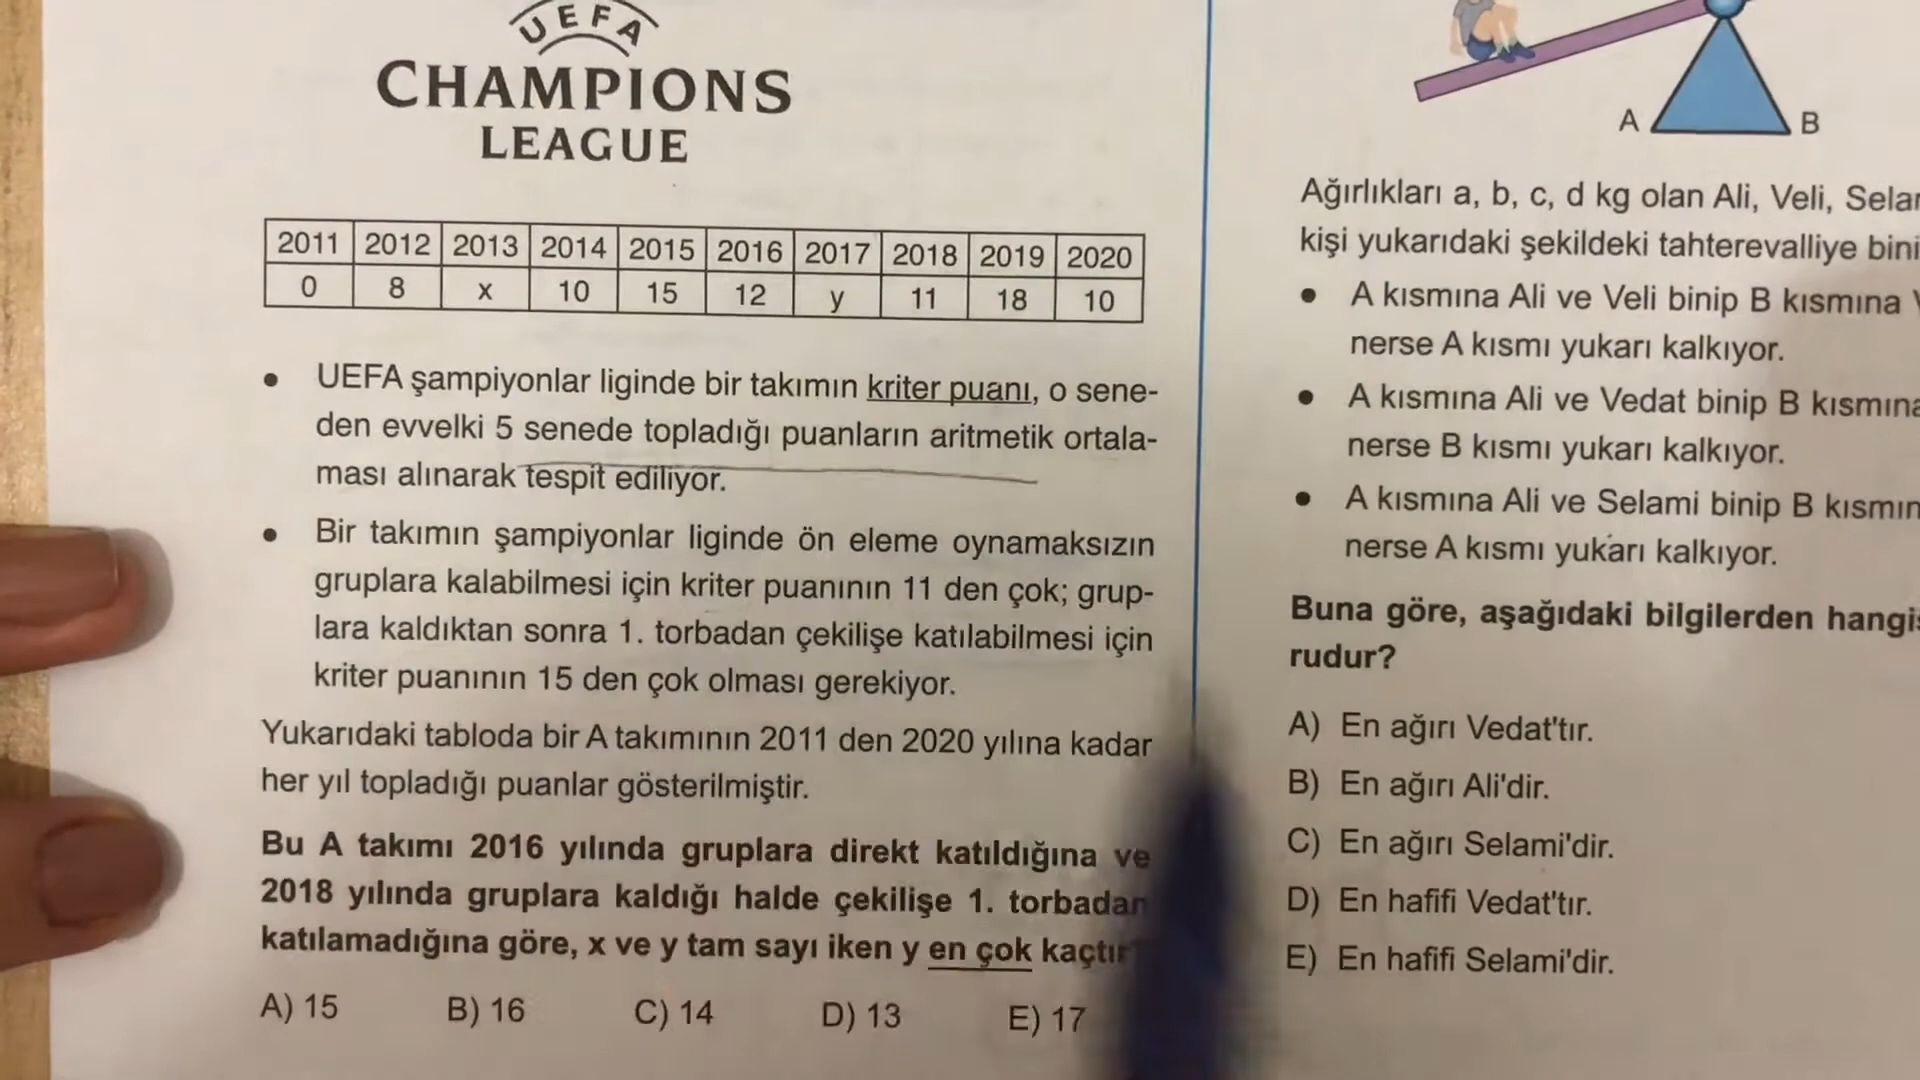 UEFA
CHAMPIONS
LEAGUE
2011 2012 2013 2014 2015 2016 2017 2018 2019 2020
0 8 x 10 15 12 y 11 18 10
• UEFA şampiyonlar liginde bir takımın kriter puanı, o sene-
den evvelki 5 senede topladığı puanların aritmetik ortala-
ması alınarak tespit ediliyor.
• Bir takımın şampiyonlar liginde ön eleme oynamaksızın
gruplara kalabilmesi için kriter puanının 11 den çok; grup-
lara kaldıktan sonra 1. torbadan çekilişe katılabilmesi için
kriter puanının 15 den çok olması gerekiyor.
Yukarıdaki tabloda bir A takımının 2011 den 2020 yılına kadar
her yıl topladığı puanlar gösterilmiştir.
Bu A takımı 2016 yılında gruplara direkt katıldığına ve
2018 yılında gruplara kaldığı halde çekilişe 1. torbadan
katılamadığına göre, x ve y tam sayı iken y en çok kaçtır?
A) 15 B) 16 C) 14 D) 13 E) 17
A B
Ağırlıkları a, b, c, d kg olan Ali, Veli,
kişi yukarıdaki şekildeki tahterevalliye
• A kısmına Ali ve Veli binip B kısmına
nerse A kısmı yukarı kalkıyor.
• A kısmına Ali ve Vedat binip B
nerse B kısmı yukarı kalkıyor.
• A kısmına Ali ve Selami binip B
nerse A kısmı yukarı kalkıyor.
Buna göre, aşağıdaki bilgilerden
rudur?
A) En ağırı Vedat'tır.
B) En ağırı Ali'dir.
C) En ağırı Selami'dir.
D) En hafifi Vedat'tır.
E) En hafifi Selami'dir.